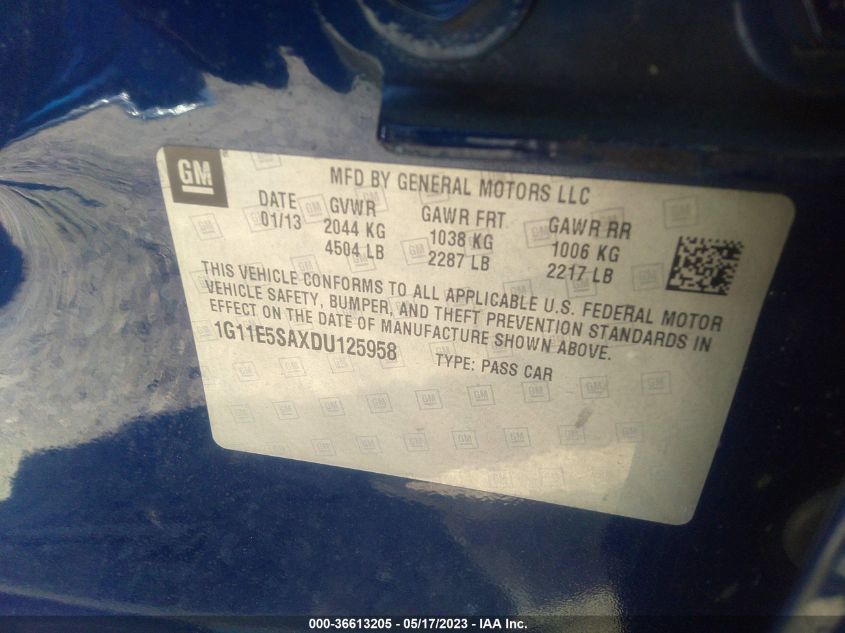 GM
MFD BY GENERAL MOTORS LLC
DATE GVWR GAWR FRT GAWR RR
01/13 2044 KG 1038 KG 1006 KG
4504 LB 2287 LB 2217 LB
THIS VEHICLE CONFORMS TO ALL APPLICABLE U.S. FEDERAL MOTOR
VEHICLE SAFETY, BUMPER, AND THEFT PREVENTION STANDARDS IN
EFFECT ON THE DATE OF MANUFACTURE SHOWN ABOVE.
1G11E5SAXDU125958 TYPE: PASS CAR
000-36613205 - 05/17/2023 - IAA Inc.